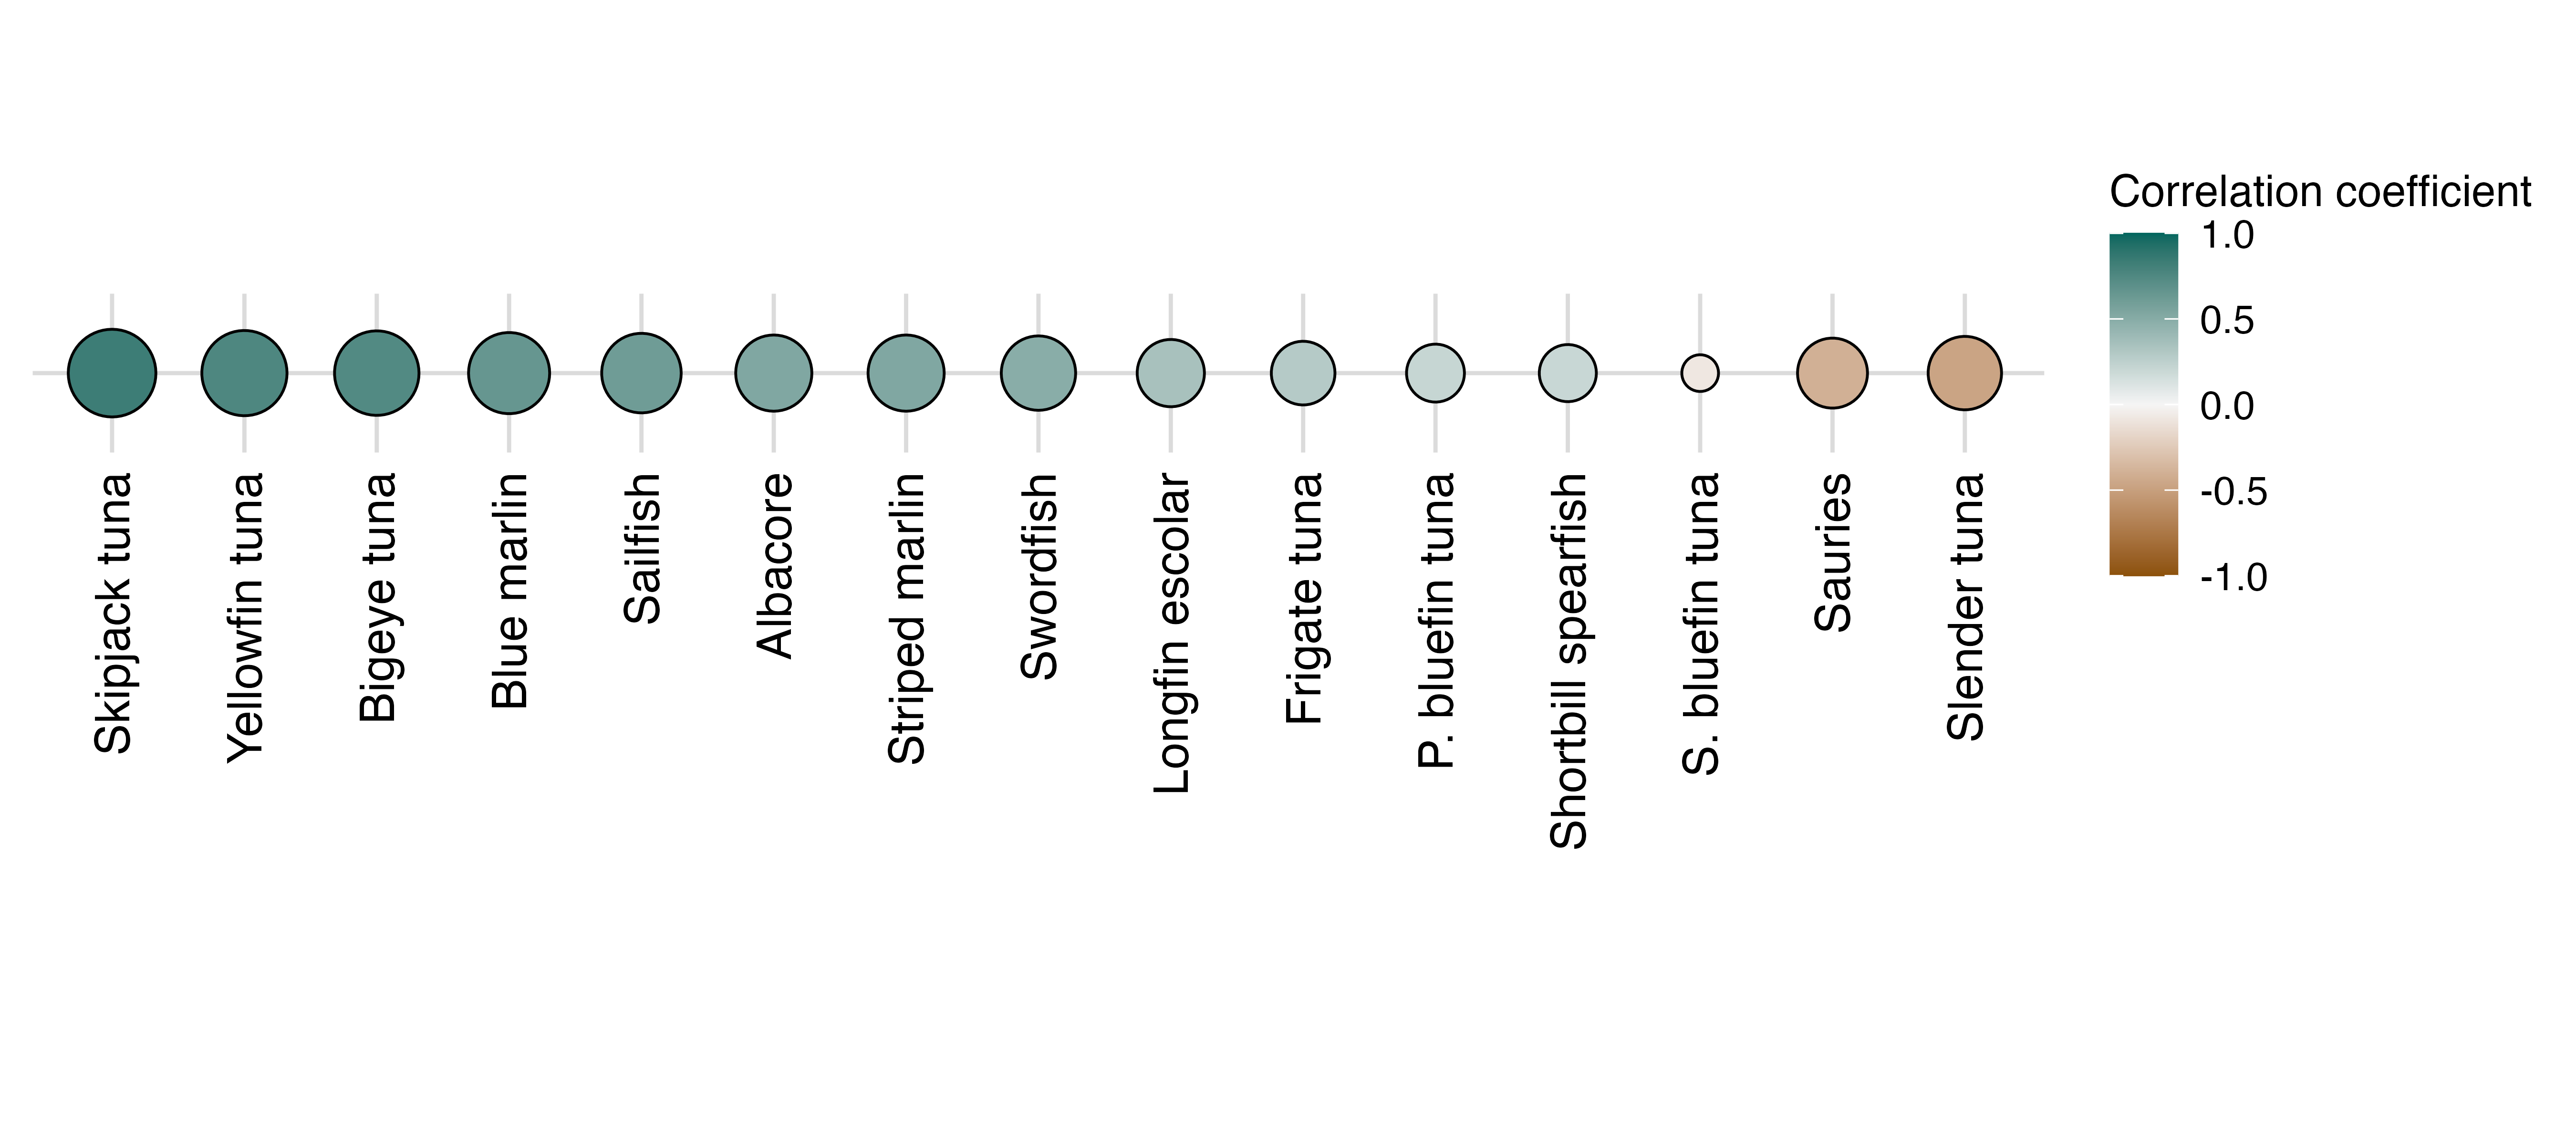 Correlation coefficient
1.0
0.5
0.0
-0.5
-1.0
Skipjack tuna
Yellowfin tuna
Bigeye tuna
Blue marlin
Sailfish
Albacore
Striped marlin
Swordfish
Longfin escolar
Frigate tuna
P. bluefin tuna
Shortbill spearfish
S. bluefin tuna
Sauries
Slender tuna